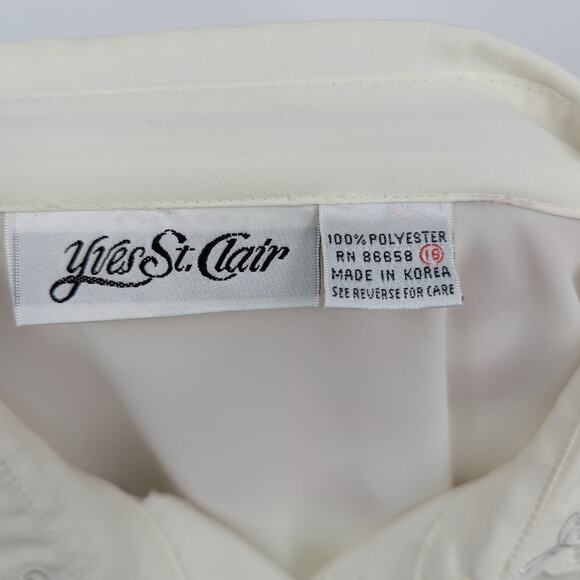 Yves St. Clair
100% POLYESTER
RN 86658 16
MADE IN KOREA
SEE REVERSE FOR CARE